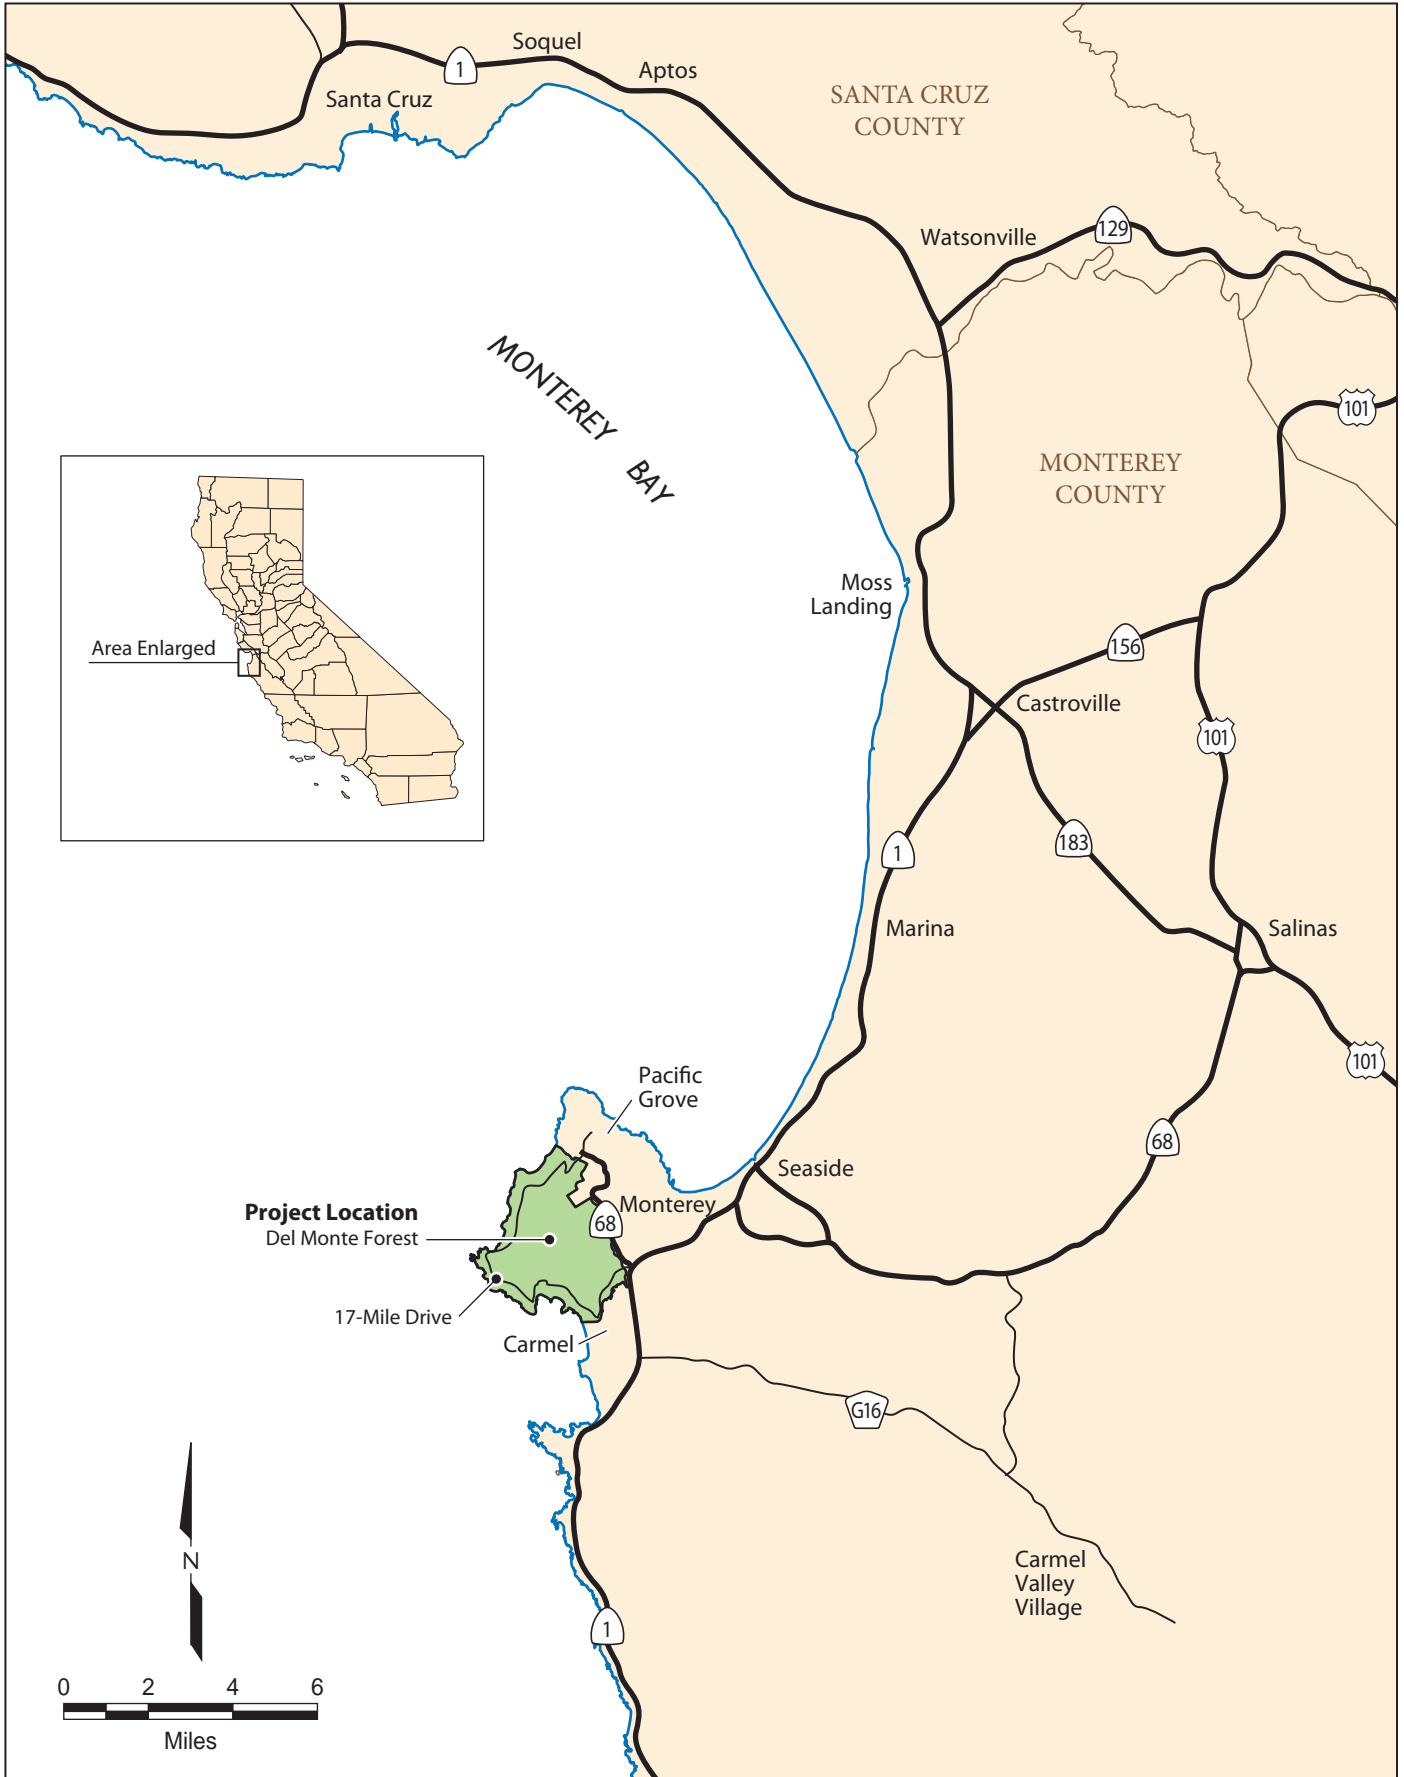 Soquel
1
Aptos
Santa Cruz
SANTA CRUZ
COUNTY
129
Watsonville
MONTEREY BAY
101
MONTEREY
COUNTY
Moss
Landing
156
Area Enlarged
Castroville
101
183
1
Marina
Salinas
101
Pacific
Grove
68
Seaside
Monterey
Project Location
68
Del Monte Forest
17-Mile Drive
Carmel
G16
N
Carmel
Valley
Village
1
0 2 4 6
Miles